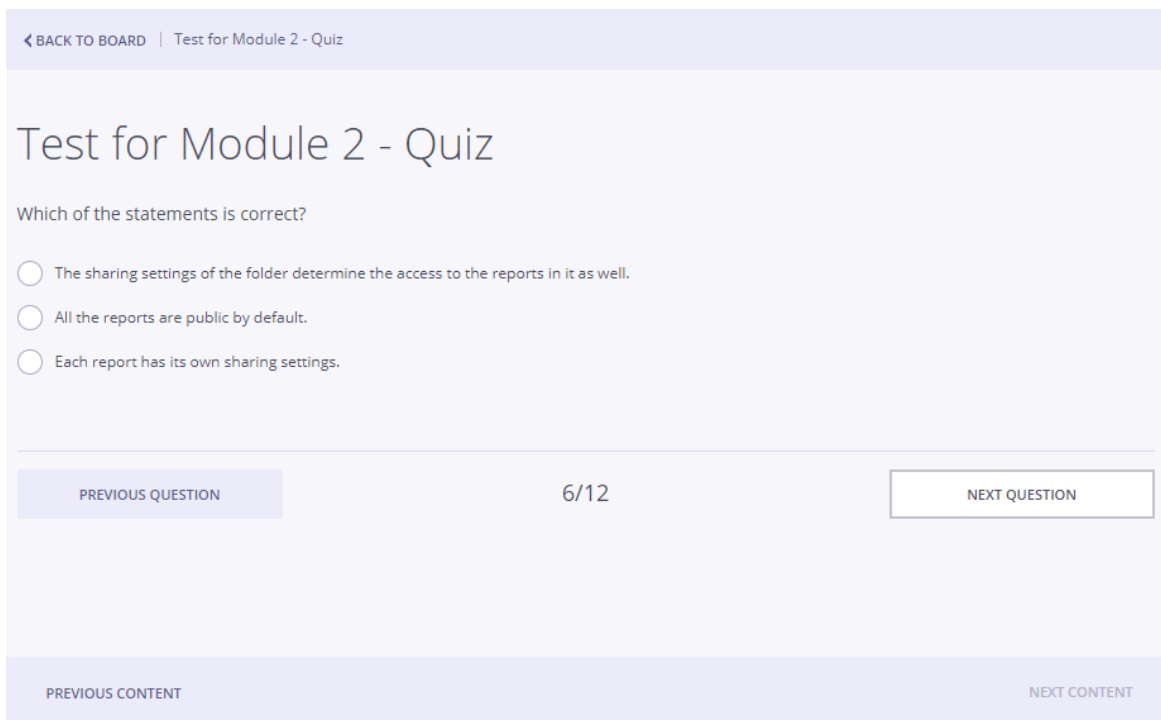 BACK TO BOARD | Test for Module 2 - Quiz
Test for Module 2 - Quiz
Which of the statements is correct?
The sharing settings of the folder determine the access to the reports in it as well.
All the reports are public by default.
Each report has its own sharing settings.
PREVIOUS QUESTION 6/12 NEXT QUESTION
PREVIOUS CONTENT NEXT CONTENT